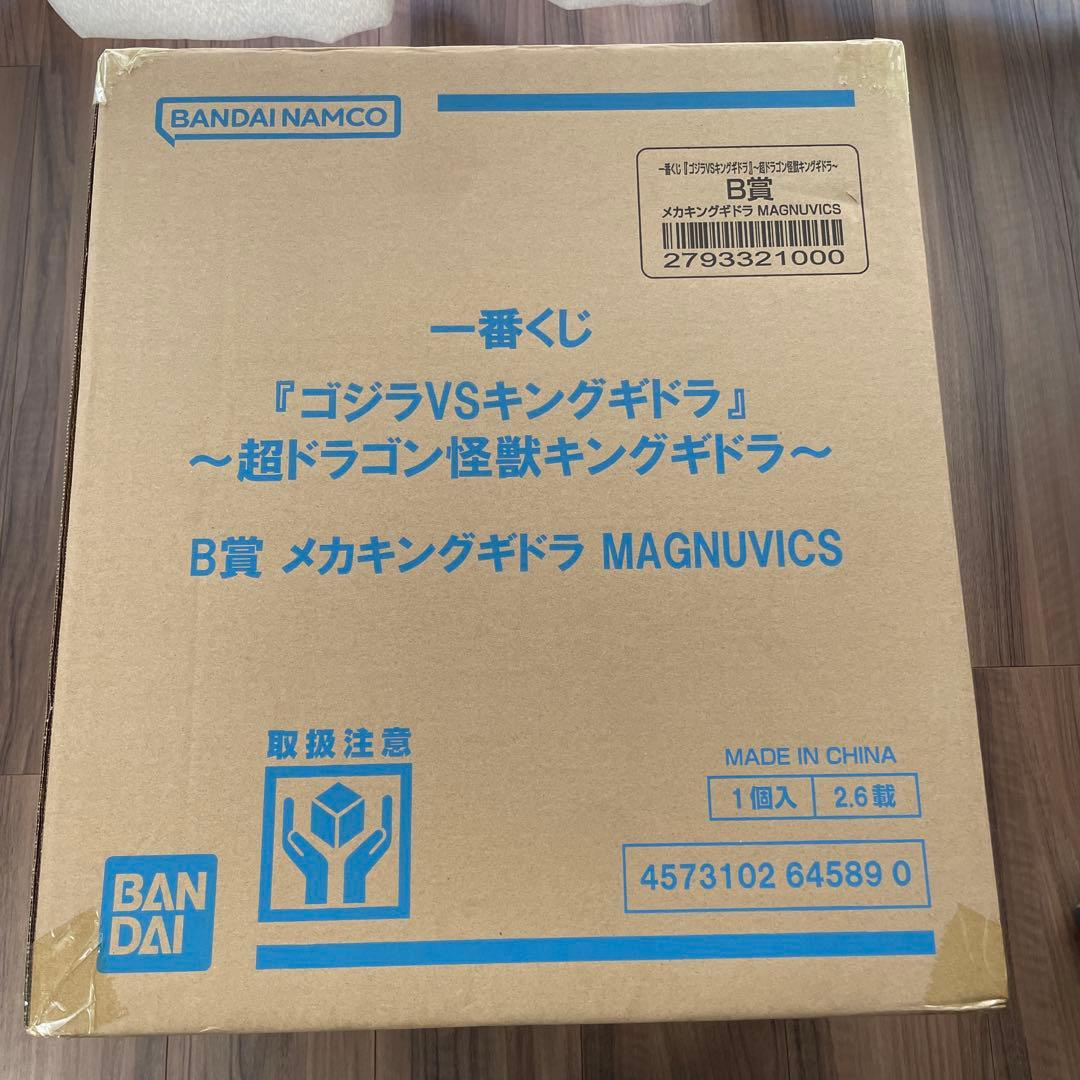 BANDAI NAMCO
一番くじ『ゴジラVSキングギドラ』～超ドラゴン怪獣キングギドラ～
B賞
メカキングギドラ MAGNUVICS
2793321000
一番くじ
『ゴジラVSキングギドラ』
～超ドラゴン怪獣キングギドラ～
B賞 メカキングギドラ MAGNUVICS
取扱注意
MADE IN CHINA
1個入 2.6載
4573102 64589 0
BAN
DAI